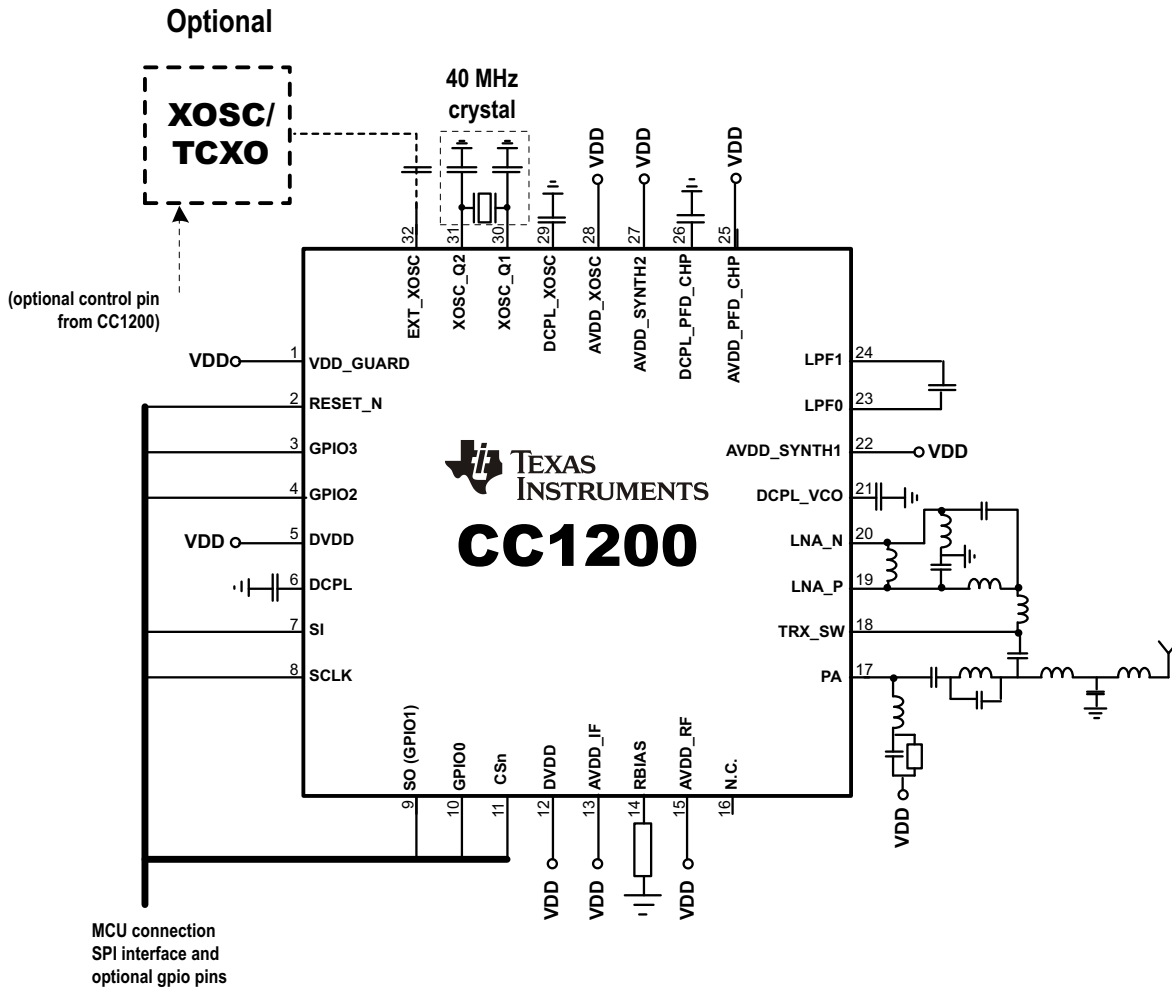 Optional
XOSC/
TCXO
40 MHz
crystal
(optional control pin
from CC1200)
VDD
VDD
VDD
32
31
30
29
28
27
26
25
EXT_XOSC
XOSC_Q2
XOSC_Q1
DCPL_XOSC
AVDD_XOSC
AVDD_SYNTH2
DCPL_PFD_CHP
AVDD_PFD_CHP
VDD
1
VDD_GUARD
2
RESET_N
3
GPIO3
4
GPIO2
VDD
5
DVDD
6
DCPL
7
SI
8
SCLK
TEXAS
INSTRUMENTS
CC1200
LPF1
24
LPF0
23
AVDD_SYNTH1
22
VDD
DCPL_VCO
21
LNA_N
20
LNA_P
19
TRX_SW
18
PA
17
VDD
SO (GPIO1)
GPIO0
CSn
DVDD
AVDD_IF
RBIAS
AVDD_RF
N.C.
9
10
11
12
13
14
15
16
VDD
VDD
VDD
MCU connection
SPI interface and
optional gpio pins